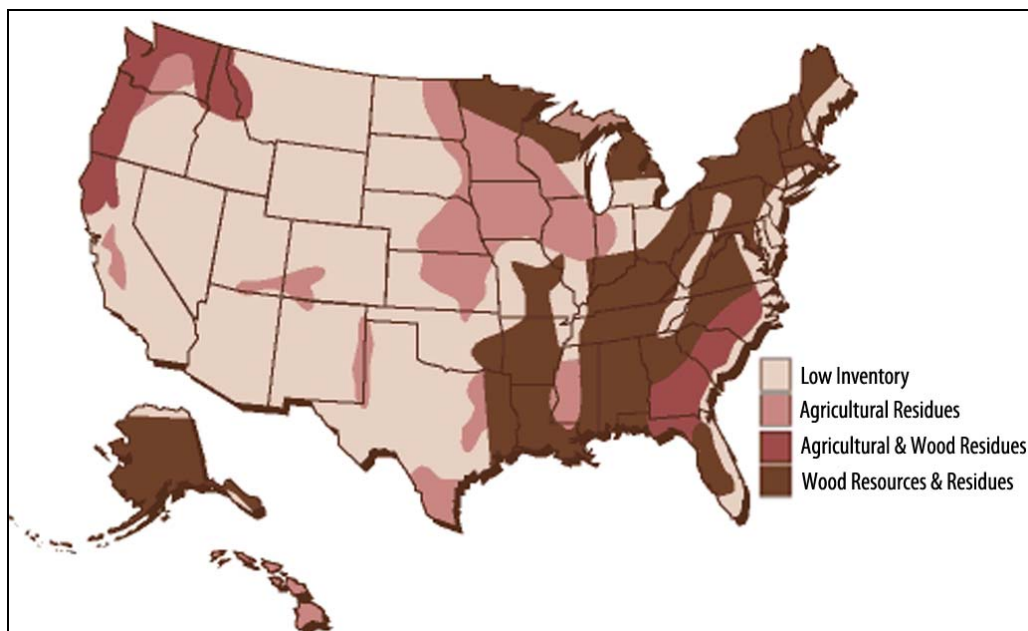 Low Inventory
Agricultural Residues
Agricultural & Wood Residues
Wood Resources & Residues